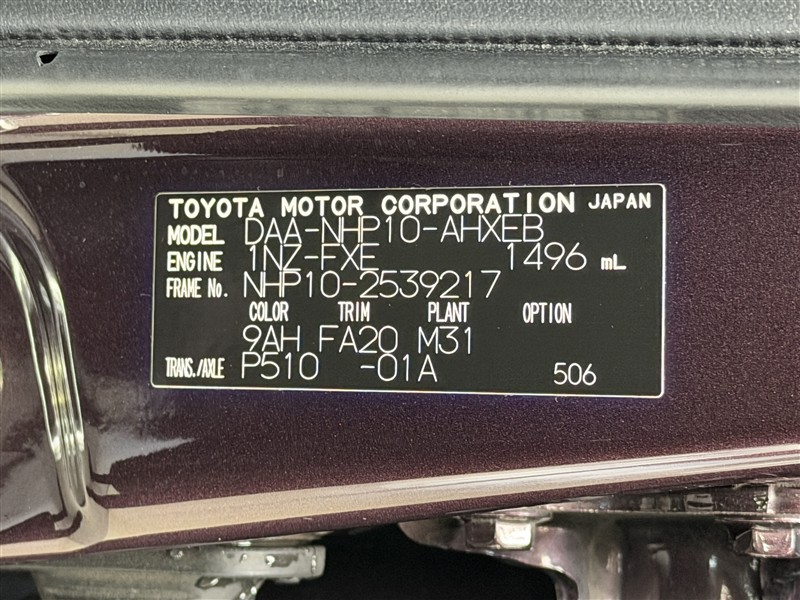 TOYOTA MOTOR CORPORATION JAPAN
MODEL DAA-NHP10-AHXEB
ENGINE 1NZ-FXE 1496 mL
FRAME No. NHP10-2539217
COLOR TRIM PLANT OPTION
9AH FA20 M31
TRANS./AXLE P510 -01A 506